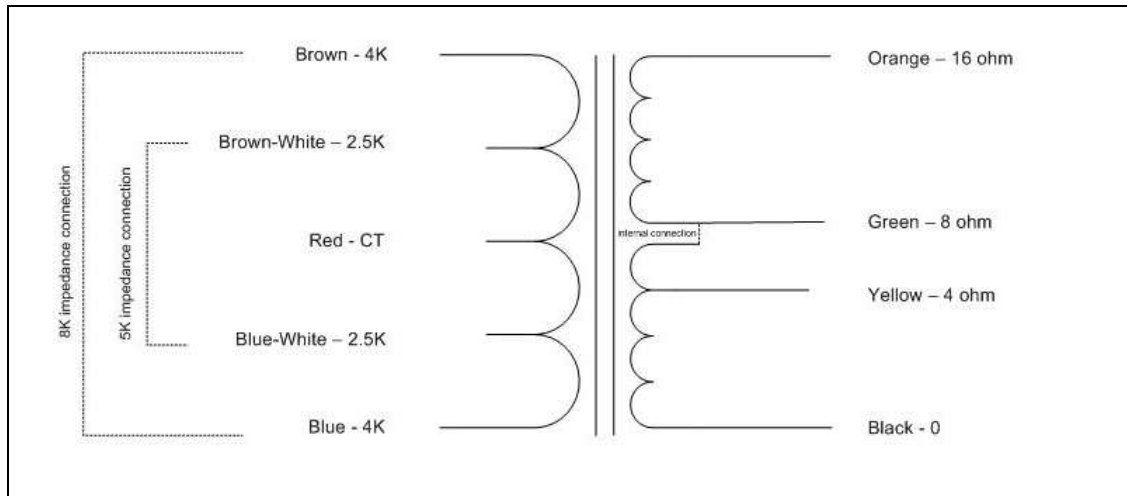 Brown - 4K
Brown-White – 2.5K
Red - CT
Blue-White – 2.5K
Blue - 4K
8K impedance connection
5K impedance connection
Orange – 16 ohm
Green – 8 ohm
internal connection
Yellow – 4 ohm
Black - 0